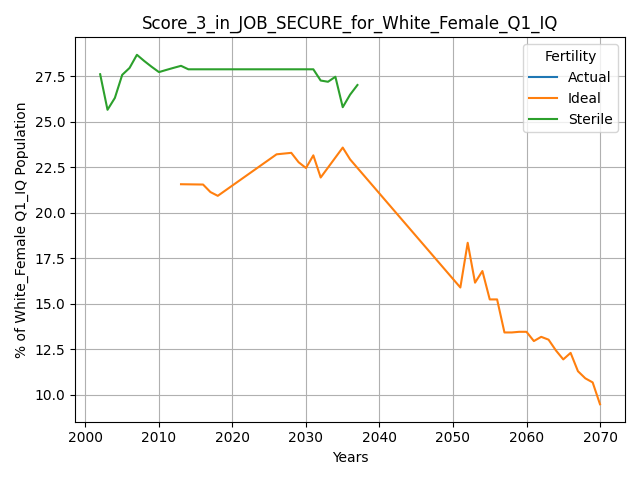 Score_3_in_JOB_SECURE_for_White_Female_Q1_IQ
Fertility
Actual
Ideal
Sterile
% of White_Female Q1_IQ Population
27.5
25.0
22.5
20.0
17.5
15.0
12.5
10.0
2000 2010 2020 2030 2040 2050 2060 2070
Years